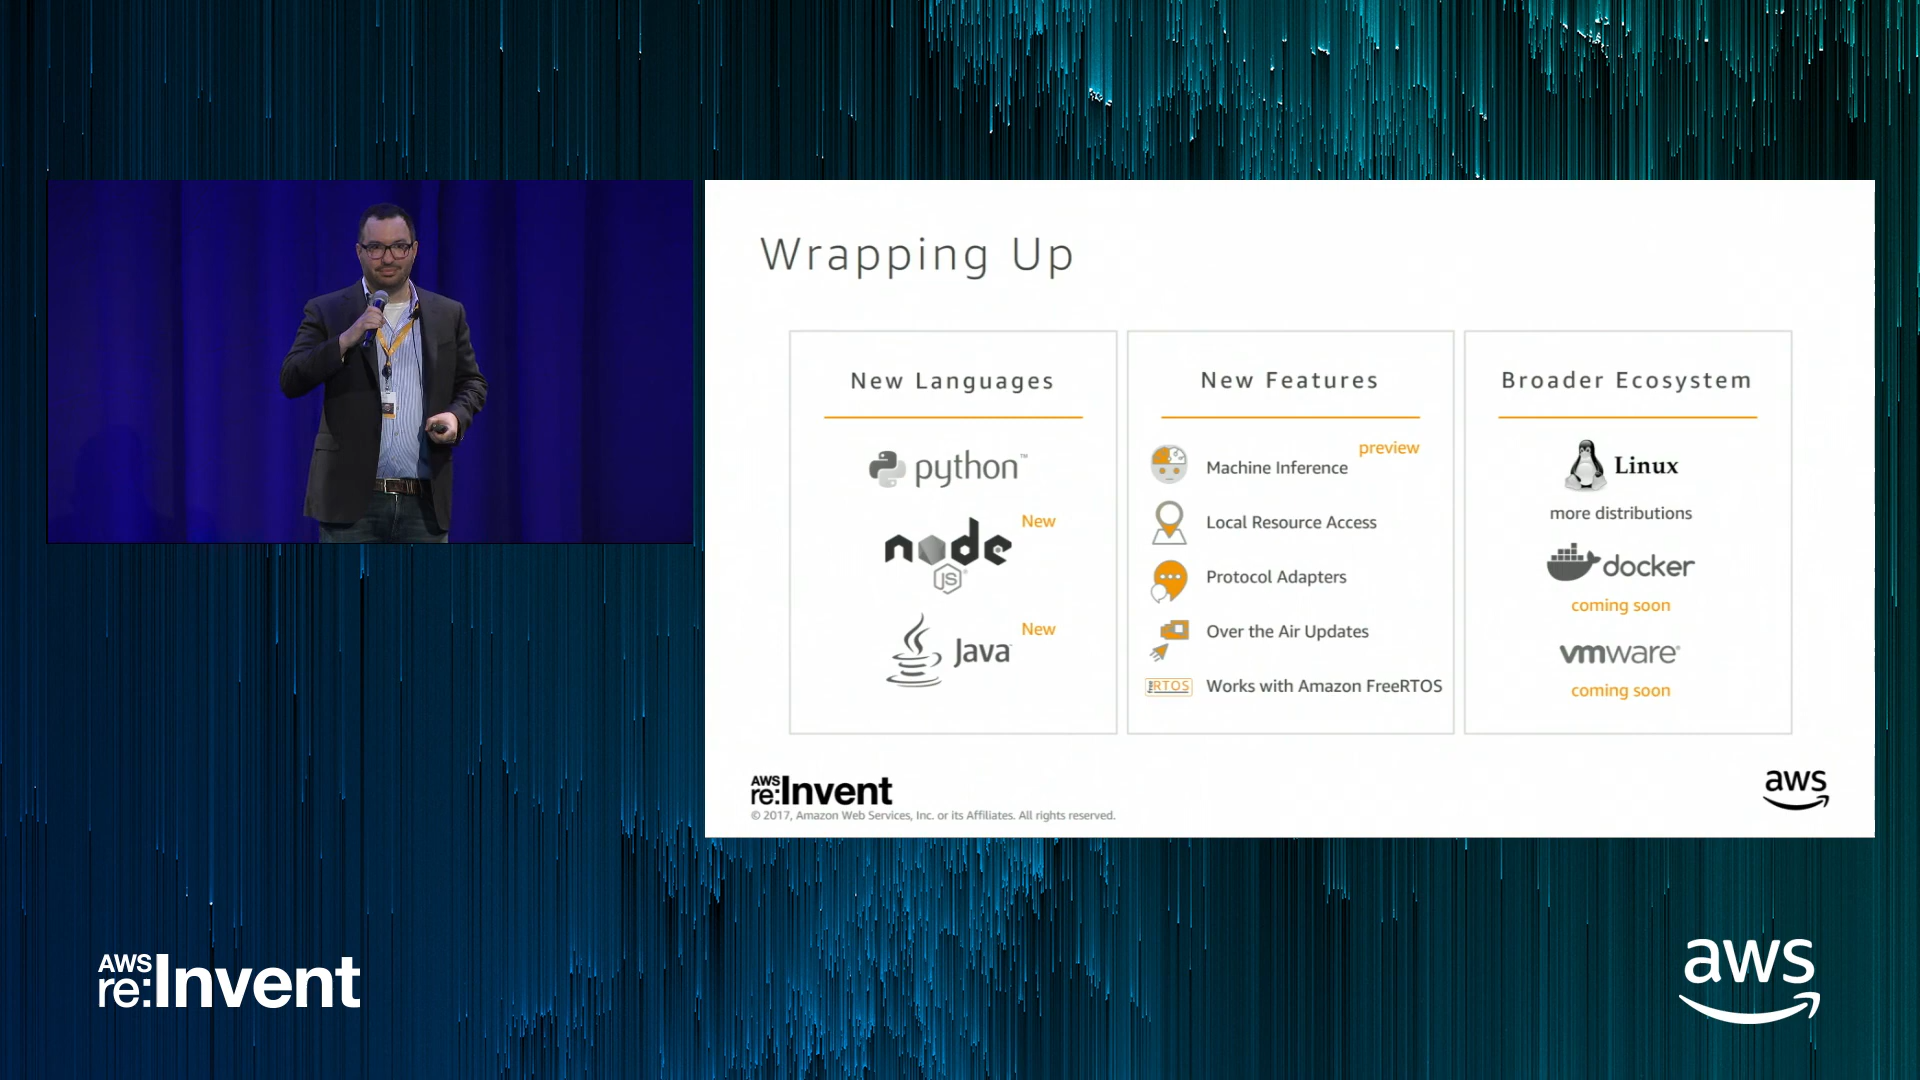 Wrapping Up
New Languages
python™
New
node
JS
New
Java
New Features
preview
Machine Inference
Local Resource Access
Protocol Adapters
Over the Air Updates
RTOS
Works with Amazon FreeRTOS
Broader Ecosystem
Linux
more distributions
docker
coming soon
vmware®
coming soon
AWS
re:Invent
© 2017, Amazon Web Services, Inc. or its Affiliates. All rights reserved.
aws
AWS
re:Invent
aws